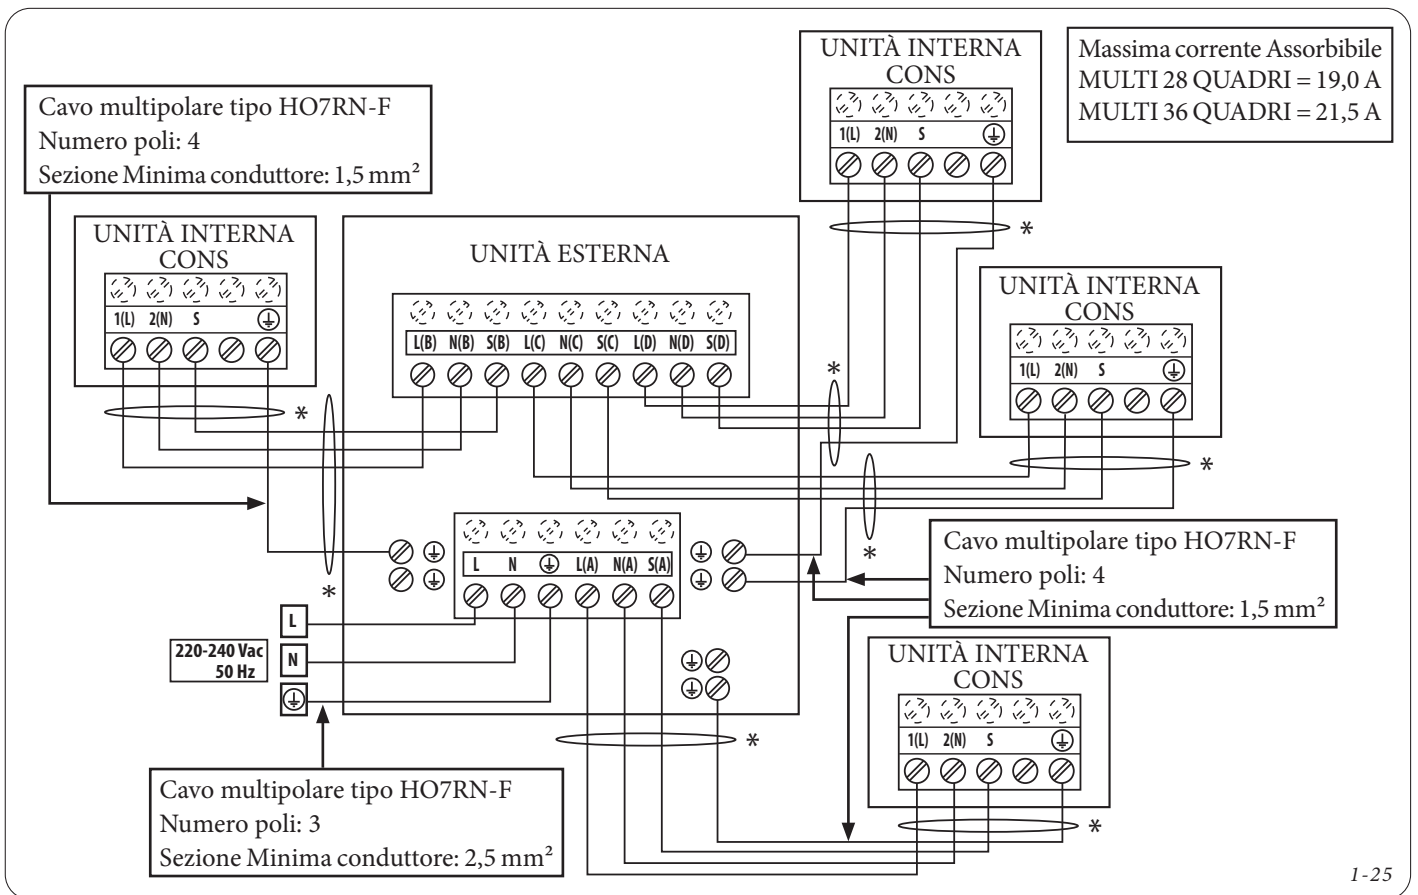 UNITÀ INTERNA
CONS
1(L) 2(N) S
*
Massima corrente Assorbibile
MULTI 28 QUADRI = 19,0 A
MULTI 36 QUADRI = 21,5 A
Cavo multipolare tipo HO7RN-F
Numero poli: 4
Sezione Minima conduttore: 1,5 mm²
UNITÀ INTERNA
CONS
1(L) 2(N) S
*
*
UNITÀ ESTERNA
L(B) N(B) S(B) L(C) N(C) S(C) L(D) N(D) S(D)
*
UNITÀ INTERNA
CONS
1(L) 2(N) S
*
*
L N L(A) N(A) S(A)
Cavo multipolare tipo HO7RN-F
Numero poli: 4
Sezione Minima conduttore: 1,5 mm²
220-240 Vac
50 Hz
L
N
*
UNITÀ INTERNA
CONS
1(L) 2(N) S
*
Cavo multipolare tipo HO7RN-F
Numero poli: 3
Sezione Minima conduttore: 2,5 mm²
1-25